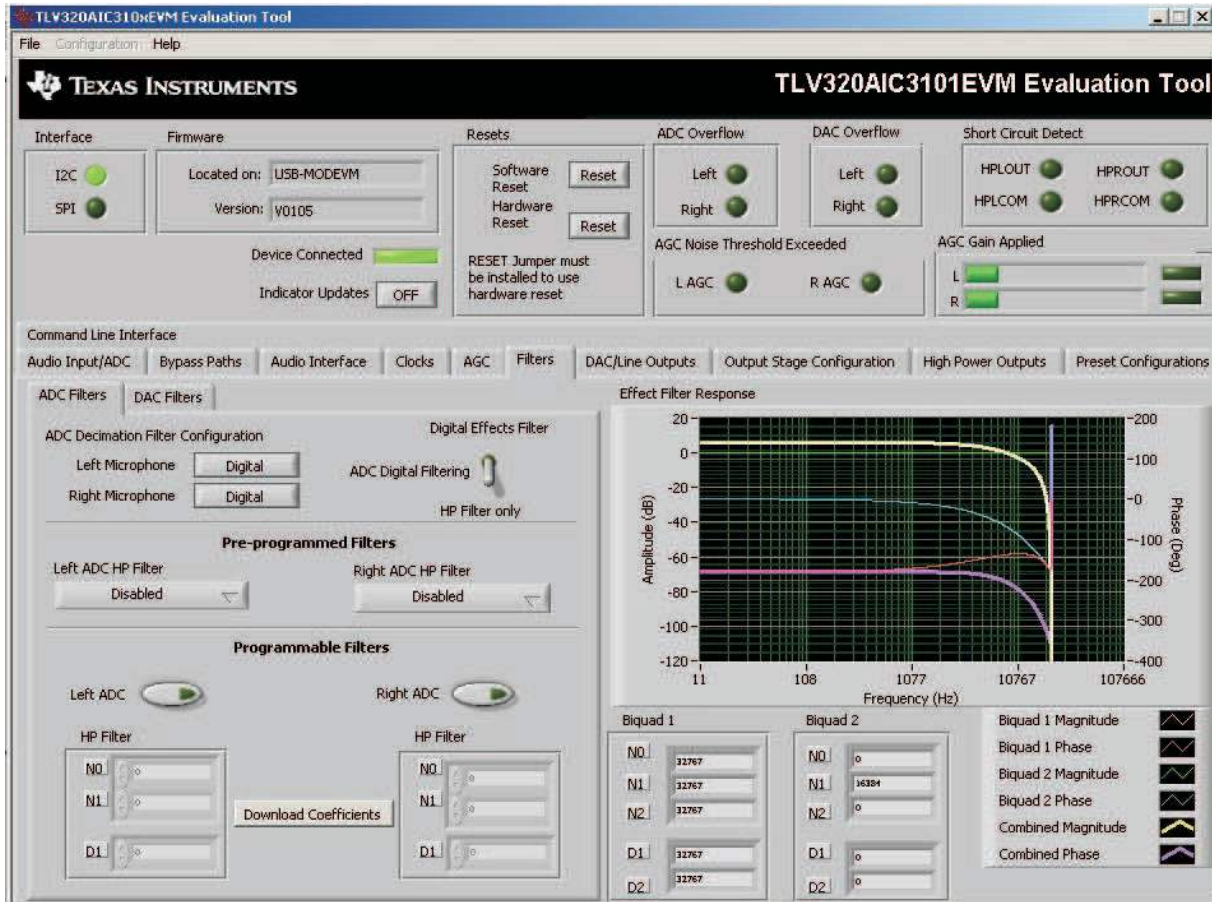 TLV320AIC310xEVM Evaluation Tool
File Configuration Help
TEXAS INSTRUMENTS
TLV320AIC3101EVM Evaluation Tool
Interface
I2C
SPI
Firmware
Located on: USB-MODEVM
Version: V0105
Device Connected
Indicator Updates OFF
Resets
Software Reset Reset
Hardware Reset Reset
RESET Jumper must
be installed to use
hardware reset
ADC Overflow
Left
Right
DAC Overflow
Left
Right
Short Circuit Detect
HPLOUT HPROUT
HPLCOM HPRCOM
AGC Noise Threshold Exceeded
L AGC R AGC
AGC Gain Applied
L
R
Command Line Interface
Audio Input/ADC Bypass Paths Audio Interface Clocks AGC Filters DAC/Line Outputs Output Stage Configuration High Power Outputs Preset Configurations
ADC Filters DAC Filters
ADC Decimation Filter Configuration
Left Microphone Digital
Right Microphone Digital
Digital Effects Filter
ADC Digital Filtering
HP Filter only
Pre-programmed Filters
Left ADC HP Filter
Disabled
Right ADC HP Filter
Disabled
Programmable Filters
Left ADC
Right ADC
HP Filter
N0 0
N1 0
D1 0
Download Coefficients
HP Filter
N0 0
N1 0
D1 0
Effect Filter Response
Amplitude (dB)
20
0
-20
-40
-60
-80
-100
-120
11 108 1077 10767 107666
Frequency (Hz)
-200
-100
-0
--100
--200
--300
--400
Phase (Deg)
Biquad 1
N0 32767
N1 32767
N2 32767
D1 32767
D2 32767
Biquad 2
N0 0
N1 16384
N2 0
D1 0
D2 0
Biquad 1 Magnitude
Biquad 1 Phase
Biquad 2 Magnitude
Biquad 2 Phase
Combined Magnitude
Combined Phase